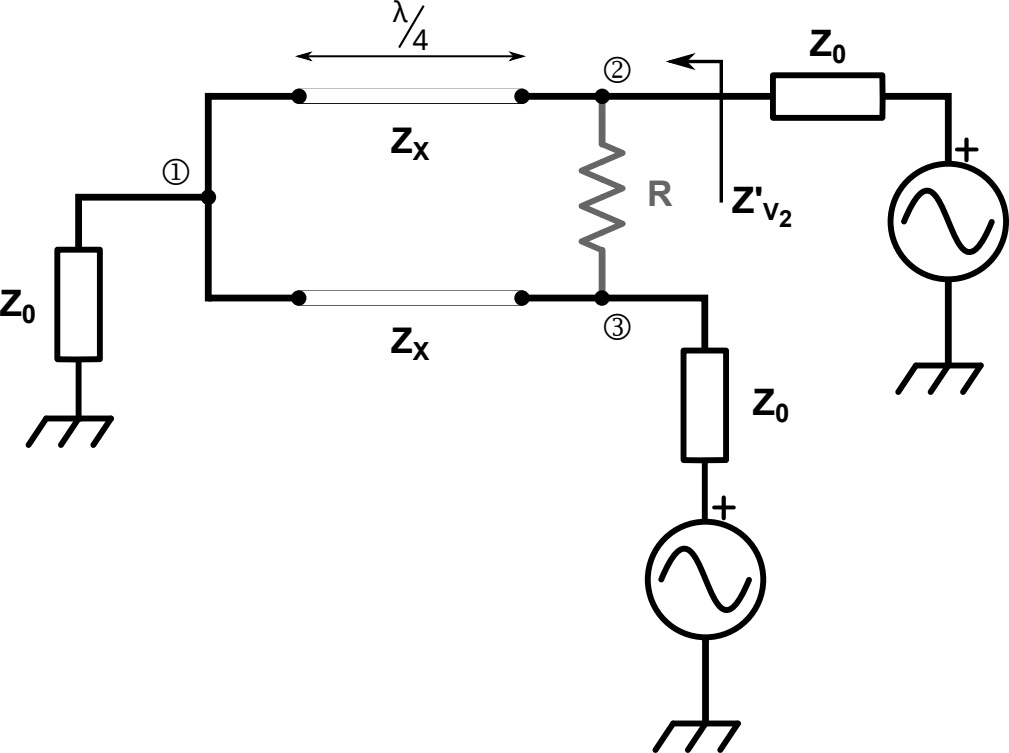 λ/4
②
Z₀
Zₓ
①
R
Z'V₂
+
Z₀
Zₓ
③
Z₀
+